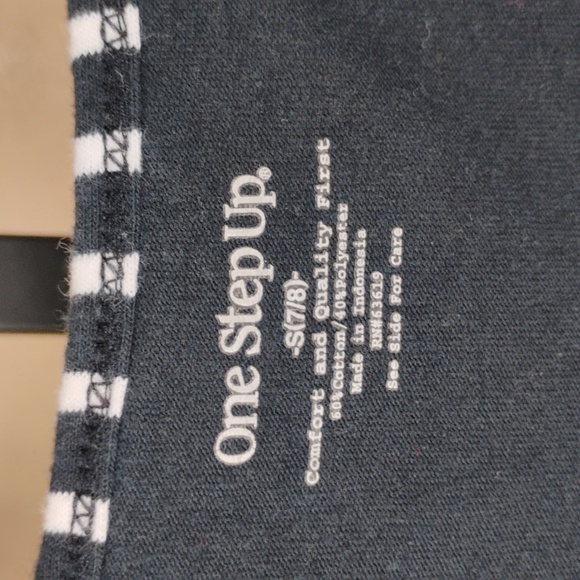 One Step Up®
-S(7/8)-
Comfort and Quality First
60%Cotton/40%Polyester
Made in Indonesia
RN#63619
See Side For Care